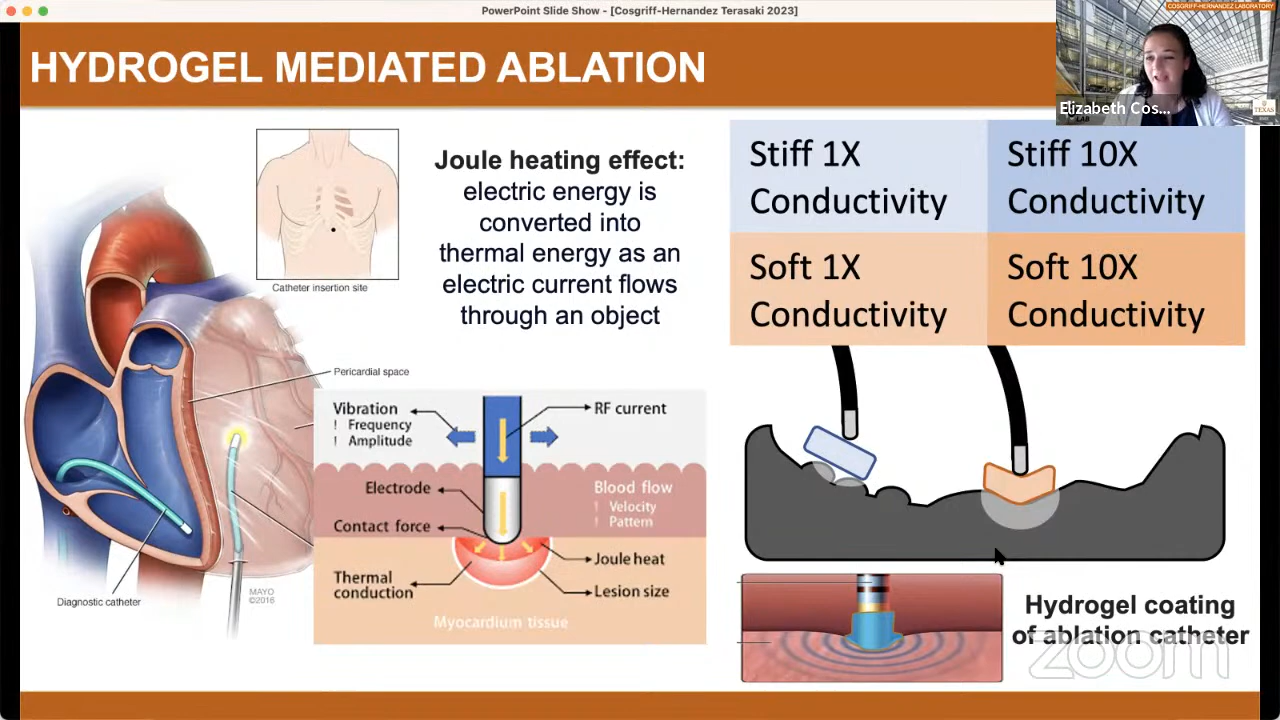 PowerPoint Slide Show - [Cosgriff-Hernandez Terasaki 2023]
COSGRIFF-HERNANDEZ LABORATORY
HYDROGEL MEDIATED ABLATION
Elizabeth Cos...
TEXAS
LAB
Catheter insertion site
Joule heating effect:
electric energy is
converted into
thermal energy as an
electric current flows
through an object
Stiff 1X
Conductivity
Stiff 10X
Conductivity
Soft 1X
Conductivity
Soft 10X
Conductivity
Pericardial space
Diagnostic catheter
MAYO
©2016
Vibration
Frequency
Amplitude
RF current
Electrode
Contact force
Blood flow
Velocity
Pattern
Thermal
conduction
Joule heat
Lesion size
Myocardium tissue
Hydrogel coating
of ablation catheter
zoom